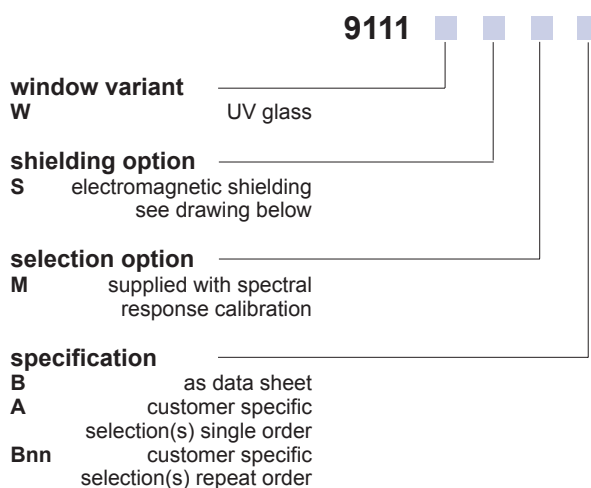 9111
window variant
W UV glass
shielding option
S electromagnetic shielding
see drawing below
selection option
M supplied with spectral
response calibration
specification
B as data sheet
A customer specific
selection(s) single order
Bnn customer specific
selection(s) repeat order